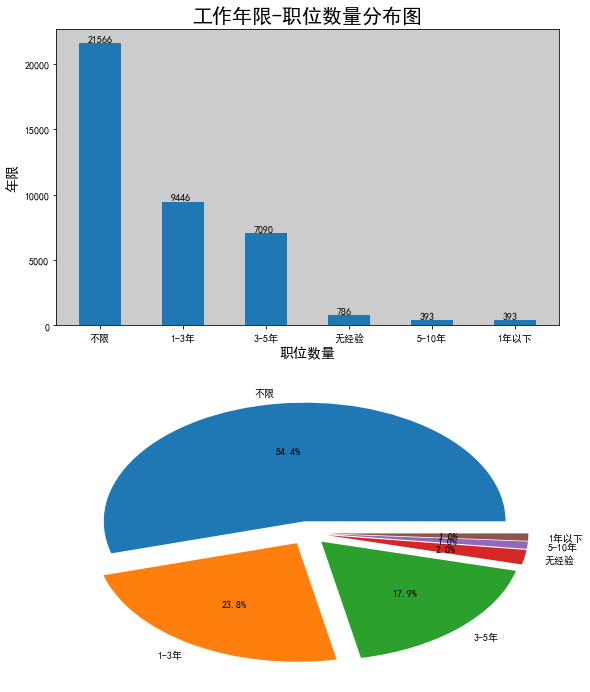 工作年限-职位数量分布图
年限
20000
15000
10000
5000
0
21566
9446
7090
786
393
393
不限
1-3年
3-5年
无经验
5-10年
1年以下
职位数量
不限
54.4%
1.0%
1.0%
2.0%
1年以下
5-10年
无经验
17.9%
23.8%
3-5年
1-3年